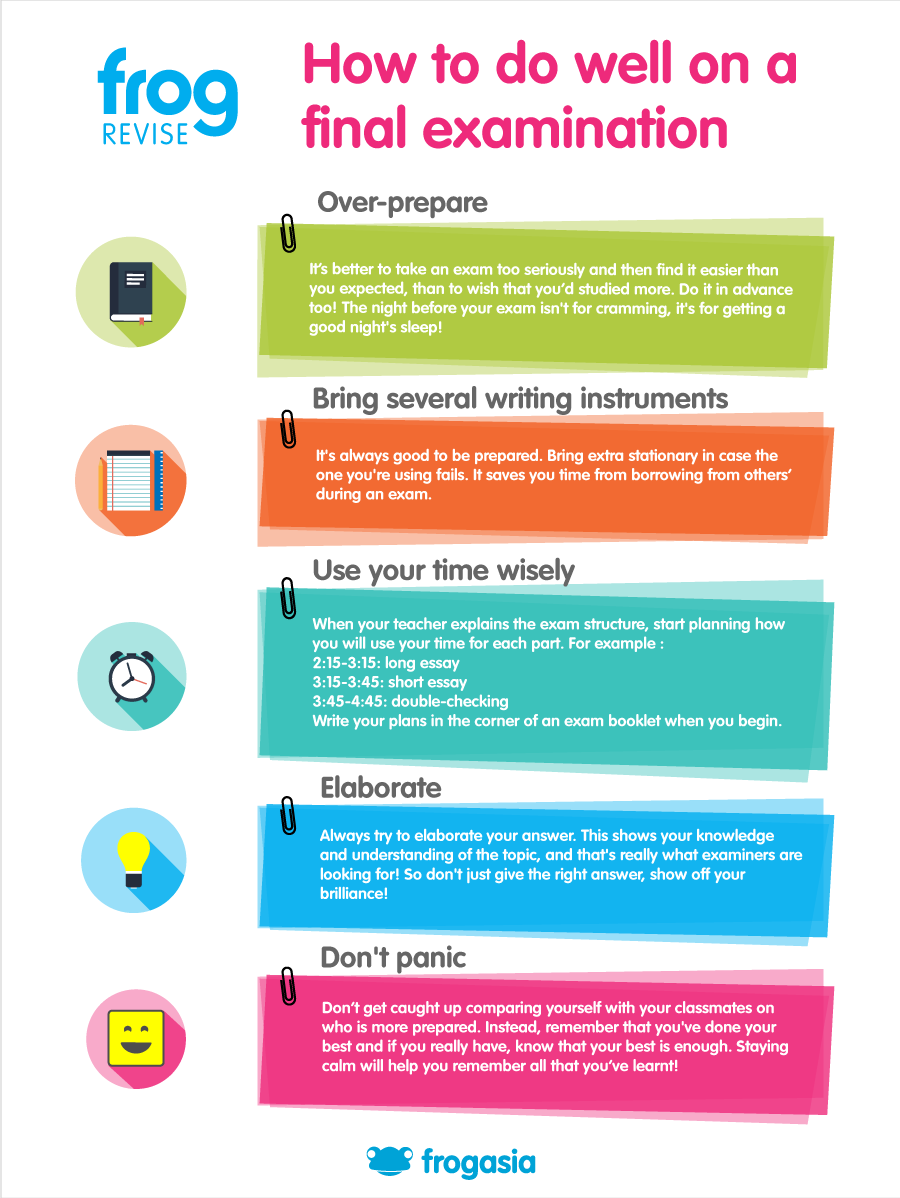 frog
REVISE
How to do well on a
final examination
Over-prepare
It's better to take an exam too seriously and then find it easier than
you expected, than to wish that you'd studied more. Do it in advance
too! The night before your exam isn't for cramming, it's for getting a
good night's sleep!
Bring several writing instruments
It's always good to be prepared. Bring extra stationary in case the
one you're using fails. It saves you time from borrowing from others'
during an exam.
Use your time wisely
When your teacher explains the exam structure, start planning how
you will use your time for each part. For example :
2:15-3:15: long essay
3:15-3:45: short essay
3:45-4:45: double-checking
Write your plans in the corner of an exam booklet when you begin.
Elaborate
Always try to elaborate your answer. This shows your knowledge
and understanding of the topic, and that's really what examiners are
looking for! So don't just give the right answer, show off your
brilliance!
Don't panic
Don't get caught up comparing yourself with your classmates on
who is more prepared. Instead, remember that you've done your
best and if you really have, know that your best is enough. Staying
calm will help you remember all that you've learnt!
frogasia